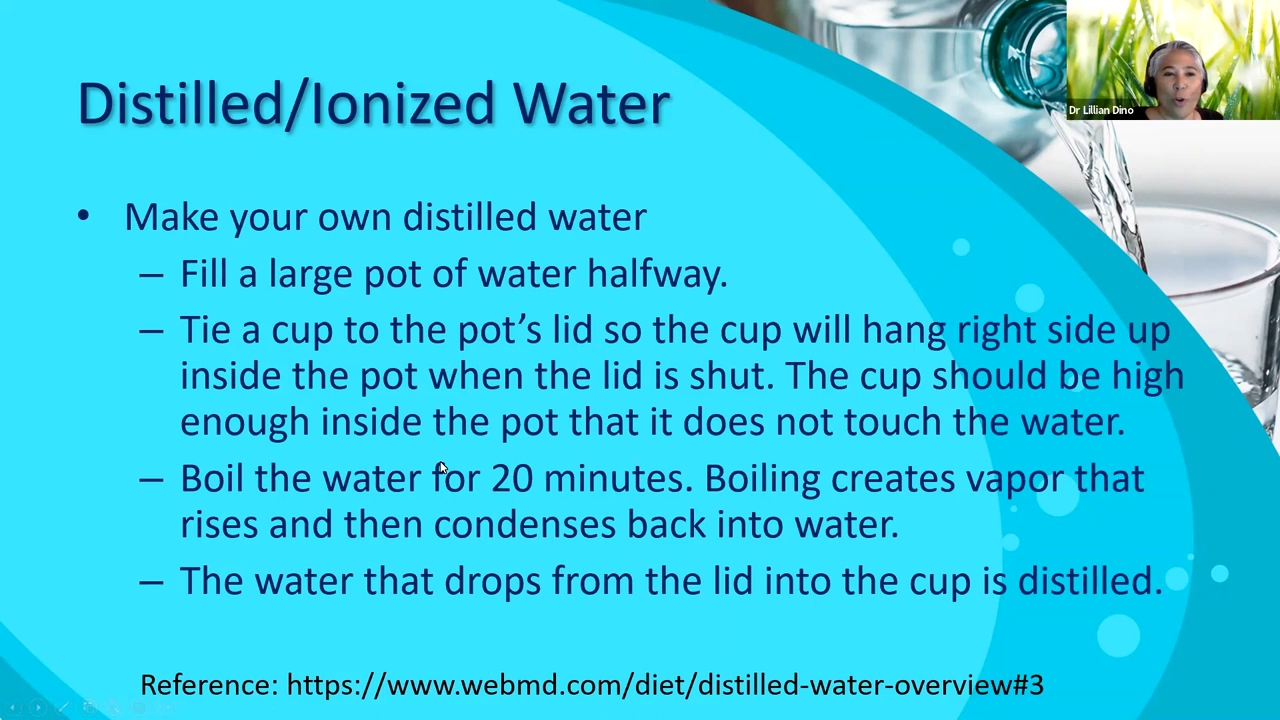 Dr Lillian Dino
Distilled/Ionized Water
• Make your own distilled water
– Fill a large pot of water halfway.
– Tie a cup to the pot’s lid so the cup will hang right side up
inside the pot when the lid is shut. The cup should be high
enough inside the pot that it does not touch the water.
– Boil the water for 20 minutes. Boiling creates vapor that
rises and then condenses back into water.
– The water that drops from the lid into the cup is distilled.
Reference: https://www.webmd.com/diet/distilled-water-overview#3